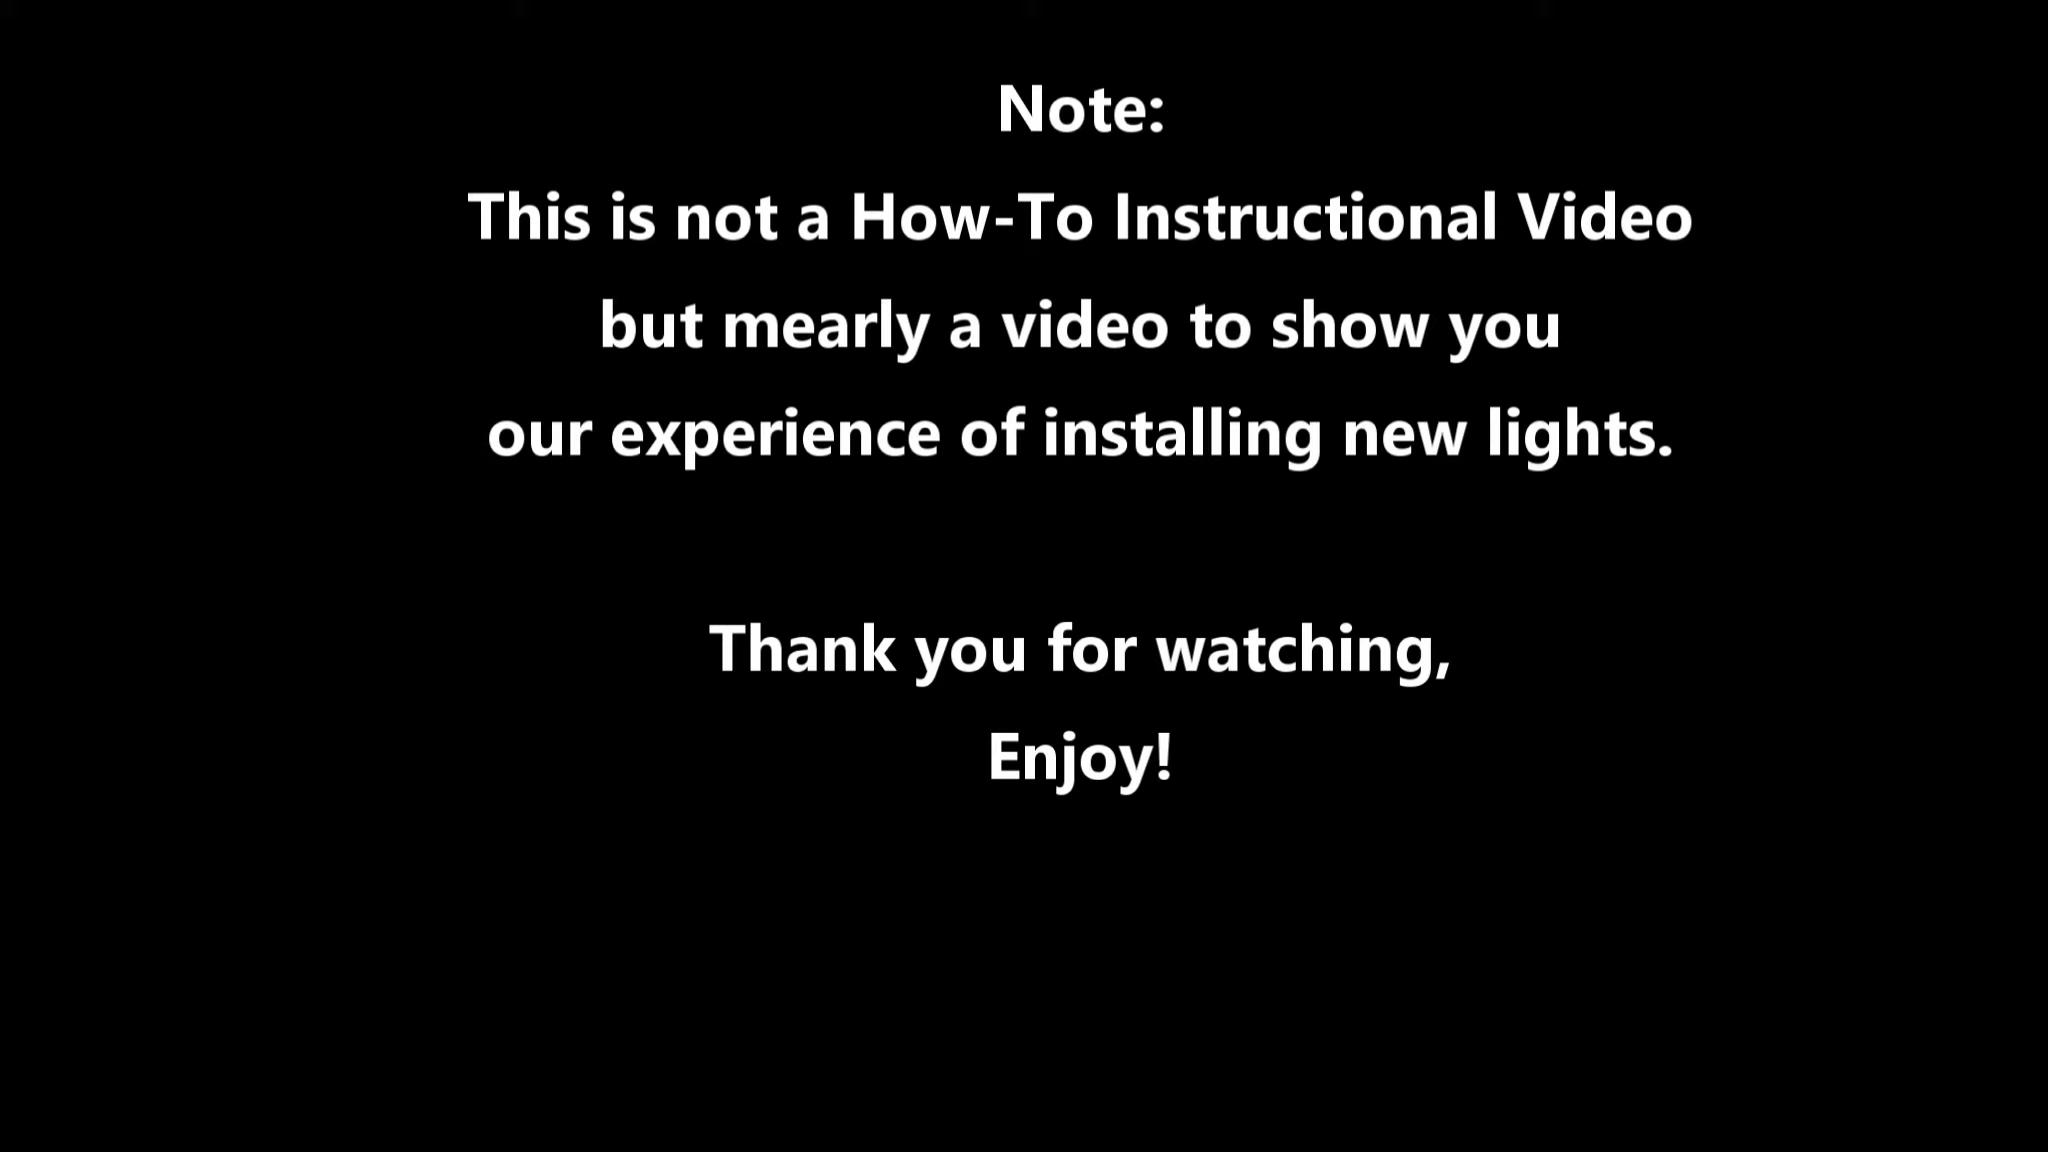 Note:
This is not a How-To Instructional Video
but mearly a video to show you
our experience of installing new lights.
Thank you for watching,
Enjoy!